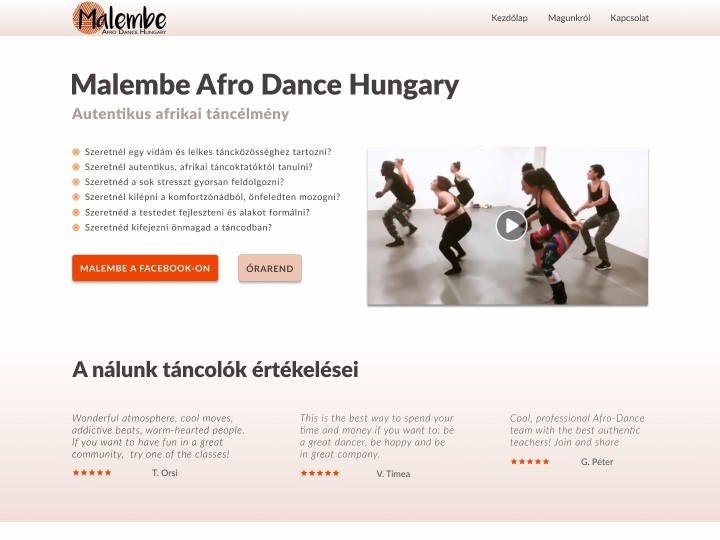 Malembe
AFRO DANCE HUNGARY
Kezdőlap
Magunkról
Kapcsolat
Malembe Afro Dance Hungary
Autentikus afrikai táncélmény
Szeretnél egy vidám és lelkes táncközösséghez tartozni?
Szeretnél autentikus, afrikai táncoktatóktól tanulni?
Szeretnéd a sok stresszt gyorsan feldolgozni?
Szeretnél kilépni a komfortzónádból, önfeledten mozogni?
Szeretnéd a testedet fejleszteni és alakot formálni?
Szeretnéd kifejezni önmagad a táncodban?
MALEMBE A FACEBOOK-ON
ÓRAREND
A nálunk táncolók értékelései
Wonderful atmosphere, cool moves,
addictive beats, warm-hearted people.
If you want to have fun in a great
community, try one of the classes!
T. Orsi
This is the best way to spend your
time and money if you want to: be
a great dancer, be happy and be
in great company.
V. Tímea
Cool, professional Afro-Dance
team with the best authentic
teachers! Join and share
G. Péter